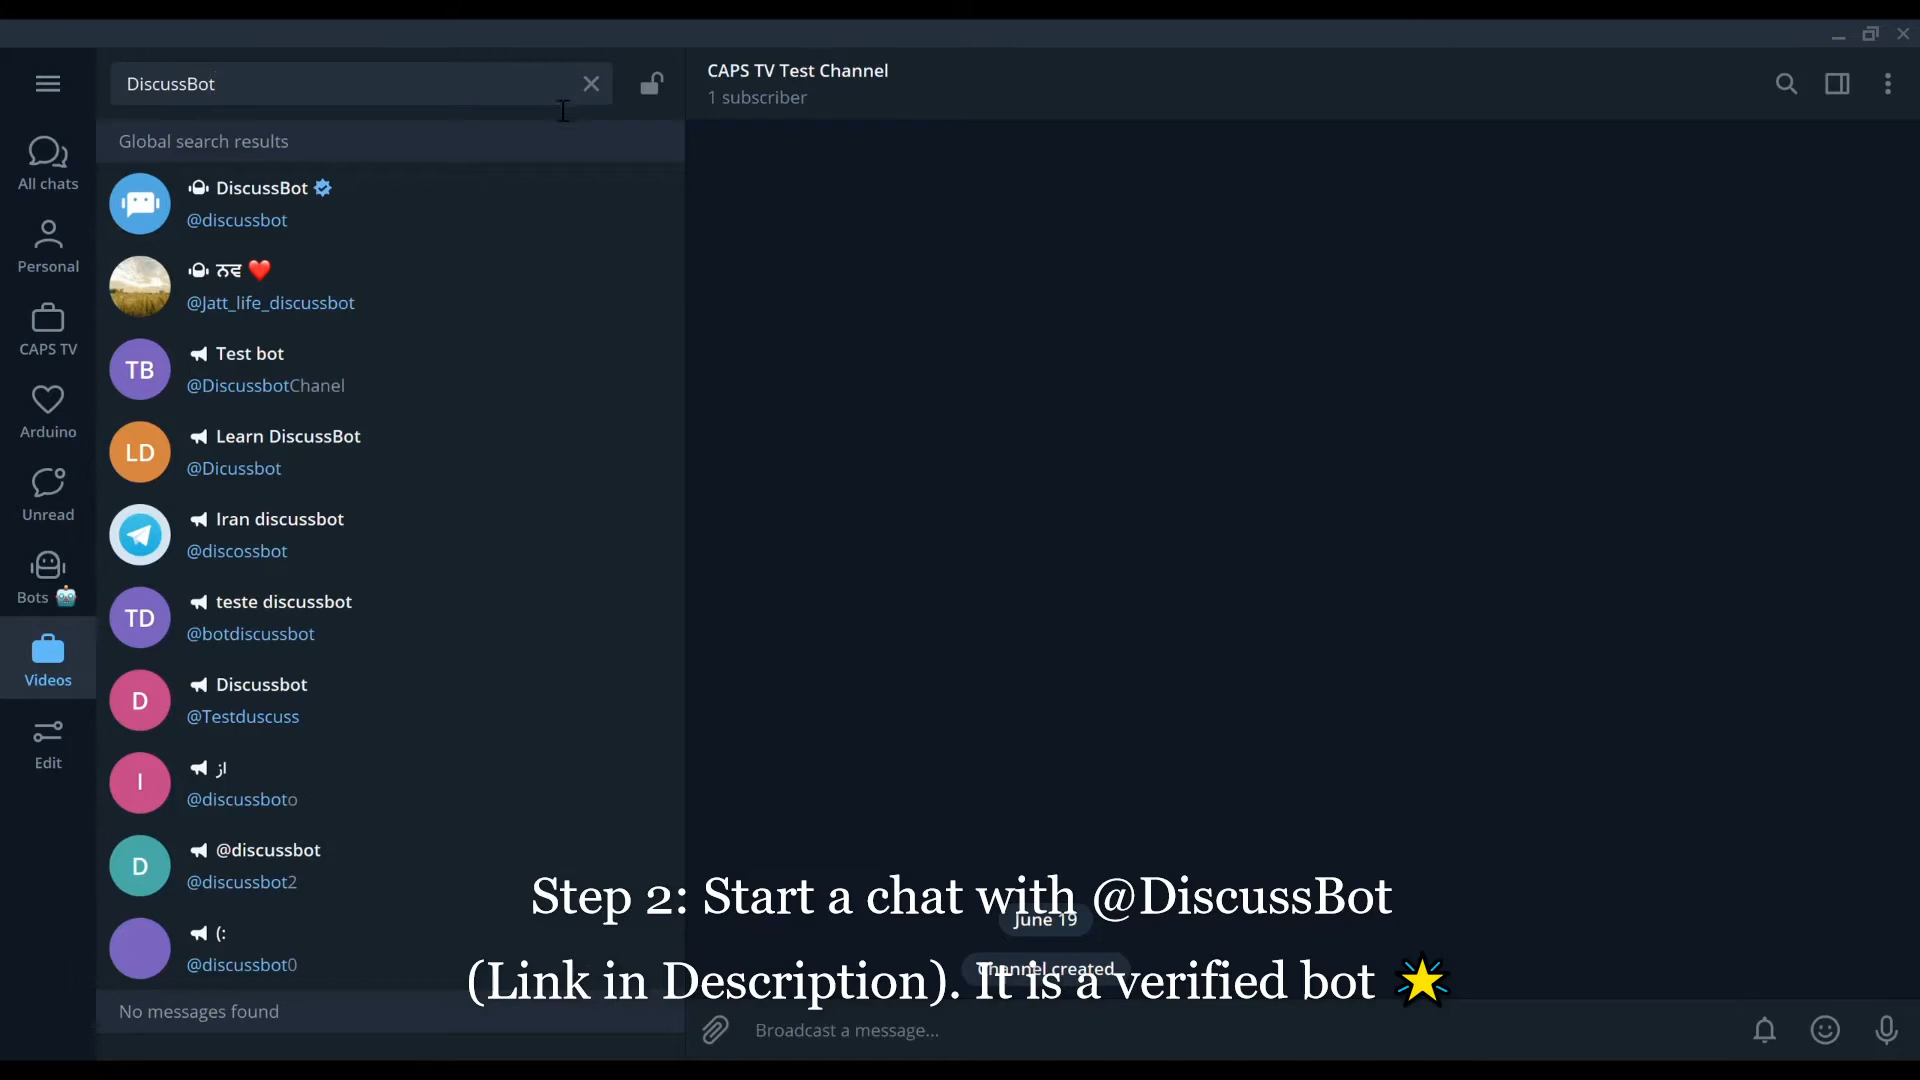 DiscussBot
CAPS TV Test Channel
1 subscriber
Global search results
All chats
Personal
CAPS TV
Arduino
Unread
Bots 🤖
Videos
Edit
DiscussBot
@discussbot
ਨਵ ❤️
@Jatt_life_discussbot
TB
Test bot
@DiscussbotChanel
LD
Learn DiscussBot
@Dicussbot
Iran discussbot
@discossbot
TD
teste discussbot
@botdiscussbot
D
Discussbot
@Testduscuss
I
از
@discussboto
D
@discussbot
@discussbot2
(:
@discussbot0
No messages found
June 19
Channel created
Step 2: Start a chat with @DiscussBot
(Link in Description). It is a verified bot 🌟
Broadcast a message...